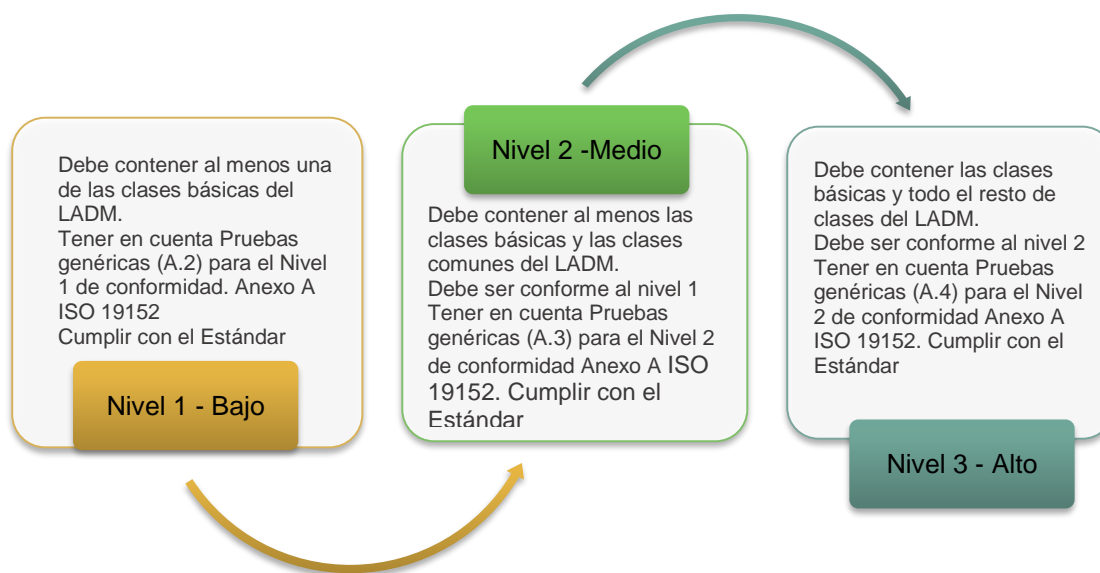 Debe contener al menos una
de las clases básicas del
LADM.
Tener en cuenta Pruebas
genéricas (A.2) para el Nivel
1 de conformidad. Anexo A
ISO 19152
Cumplir con el Estándar
Nivel 1 - Bajo
Nivel 2 -Medio
Debe contener al menos las
clases básicas y las clases
comunes del LADM.
Debe ser conforme al nivel 1
Tener en cuenta Pruebas
genéricas (A.3) para el Nivel 2
de conformidad Anexo A ISO
19152. Cumplir con el
Estándar
Debe contener las clases
básicas y todo el resto de
clases del LADM.
Debe ser conforme al nivel 2
Tener en cuenta Pruebas
genéricas (A.4) para el Nivel
2 de conformidad Anexo A
ISO 19152. Cumplir con el
Estándar
Nivel 3 - Alto